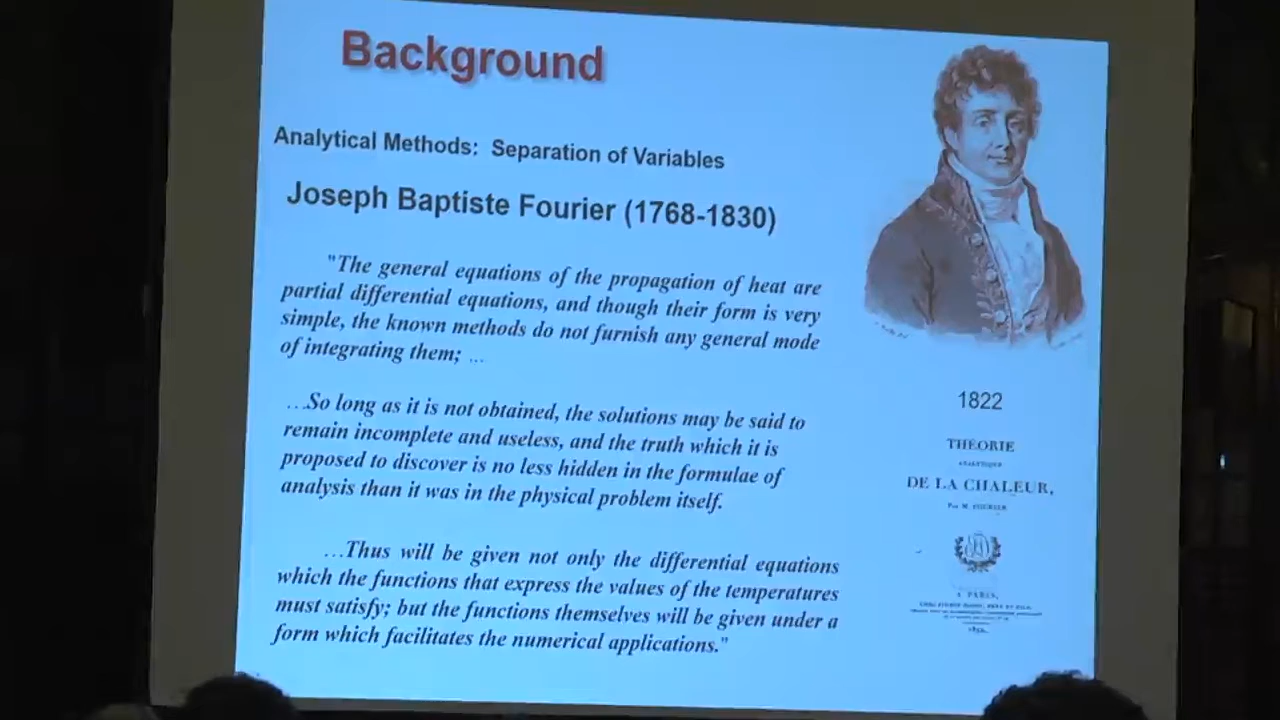 Background
Analytical Methods: Separation of Variables
Joseph Baptiste Fourier (1768-1830)
"The general equations of the propagation of heat are
partial differential equations, and though their form is very
simple, the known methods do not furnish any general mode
of integrating them; ...
…So long as it is not obtained, the solutions may be said to
remain incomplete and useless, and the truth which it is
proposed to discover is no less hidden in the formulae of
analysis than it was in the physical problem itself.
…Thus will be given not only the differential equations
which the functions that express the values of the temperatures
must satisfy; but the functions themselves will be given under a
form which facilitates the numerical applications."
1822
THÉORIE
ANALYTIQUE
DE LA CHALEUR,
Par M. FOURIER
A PARIS,